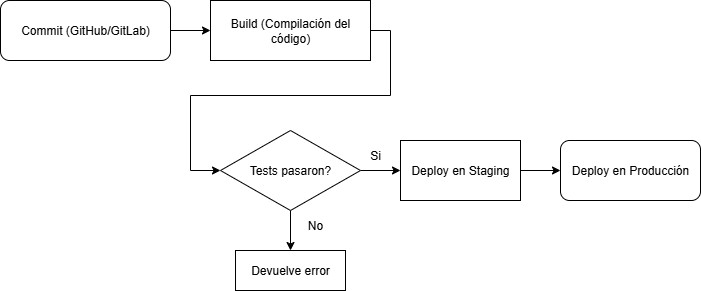 Commit (GitHub/GitLab)
Build (Compilación del
código)
Tests pasaron?
Si
Deploy en Staging
Deploy en Producción
No
Devuelve error